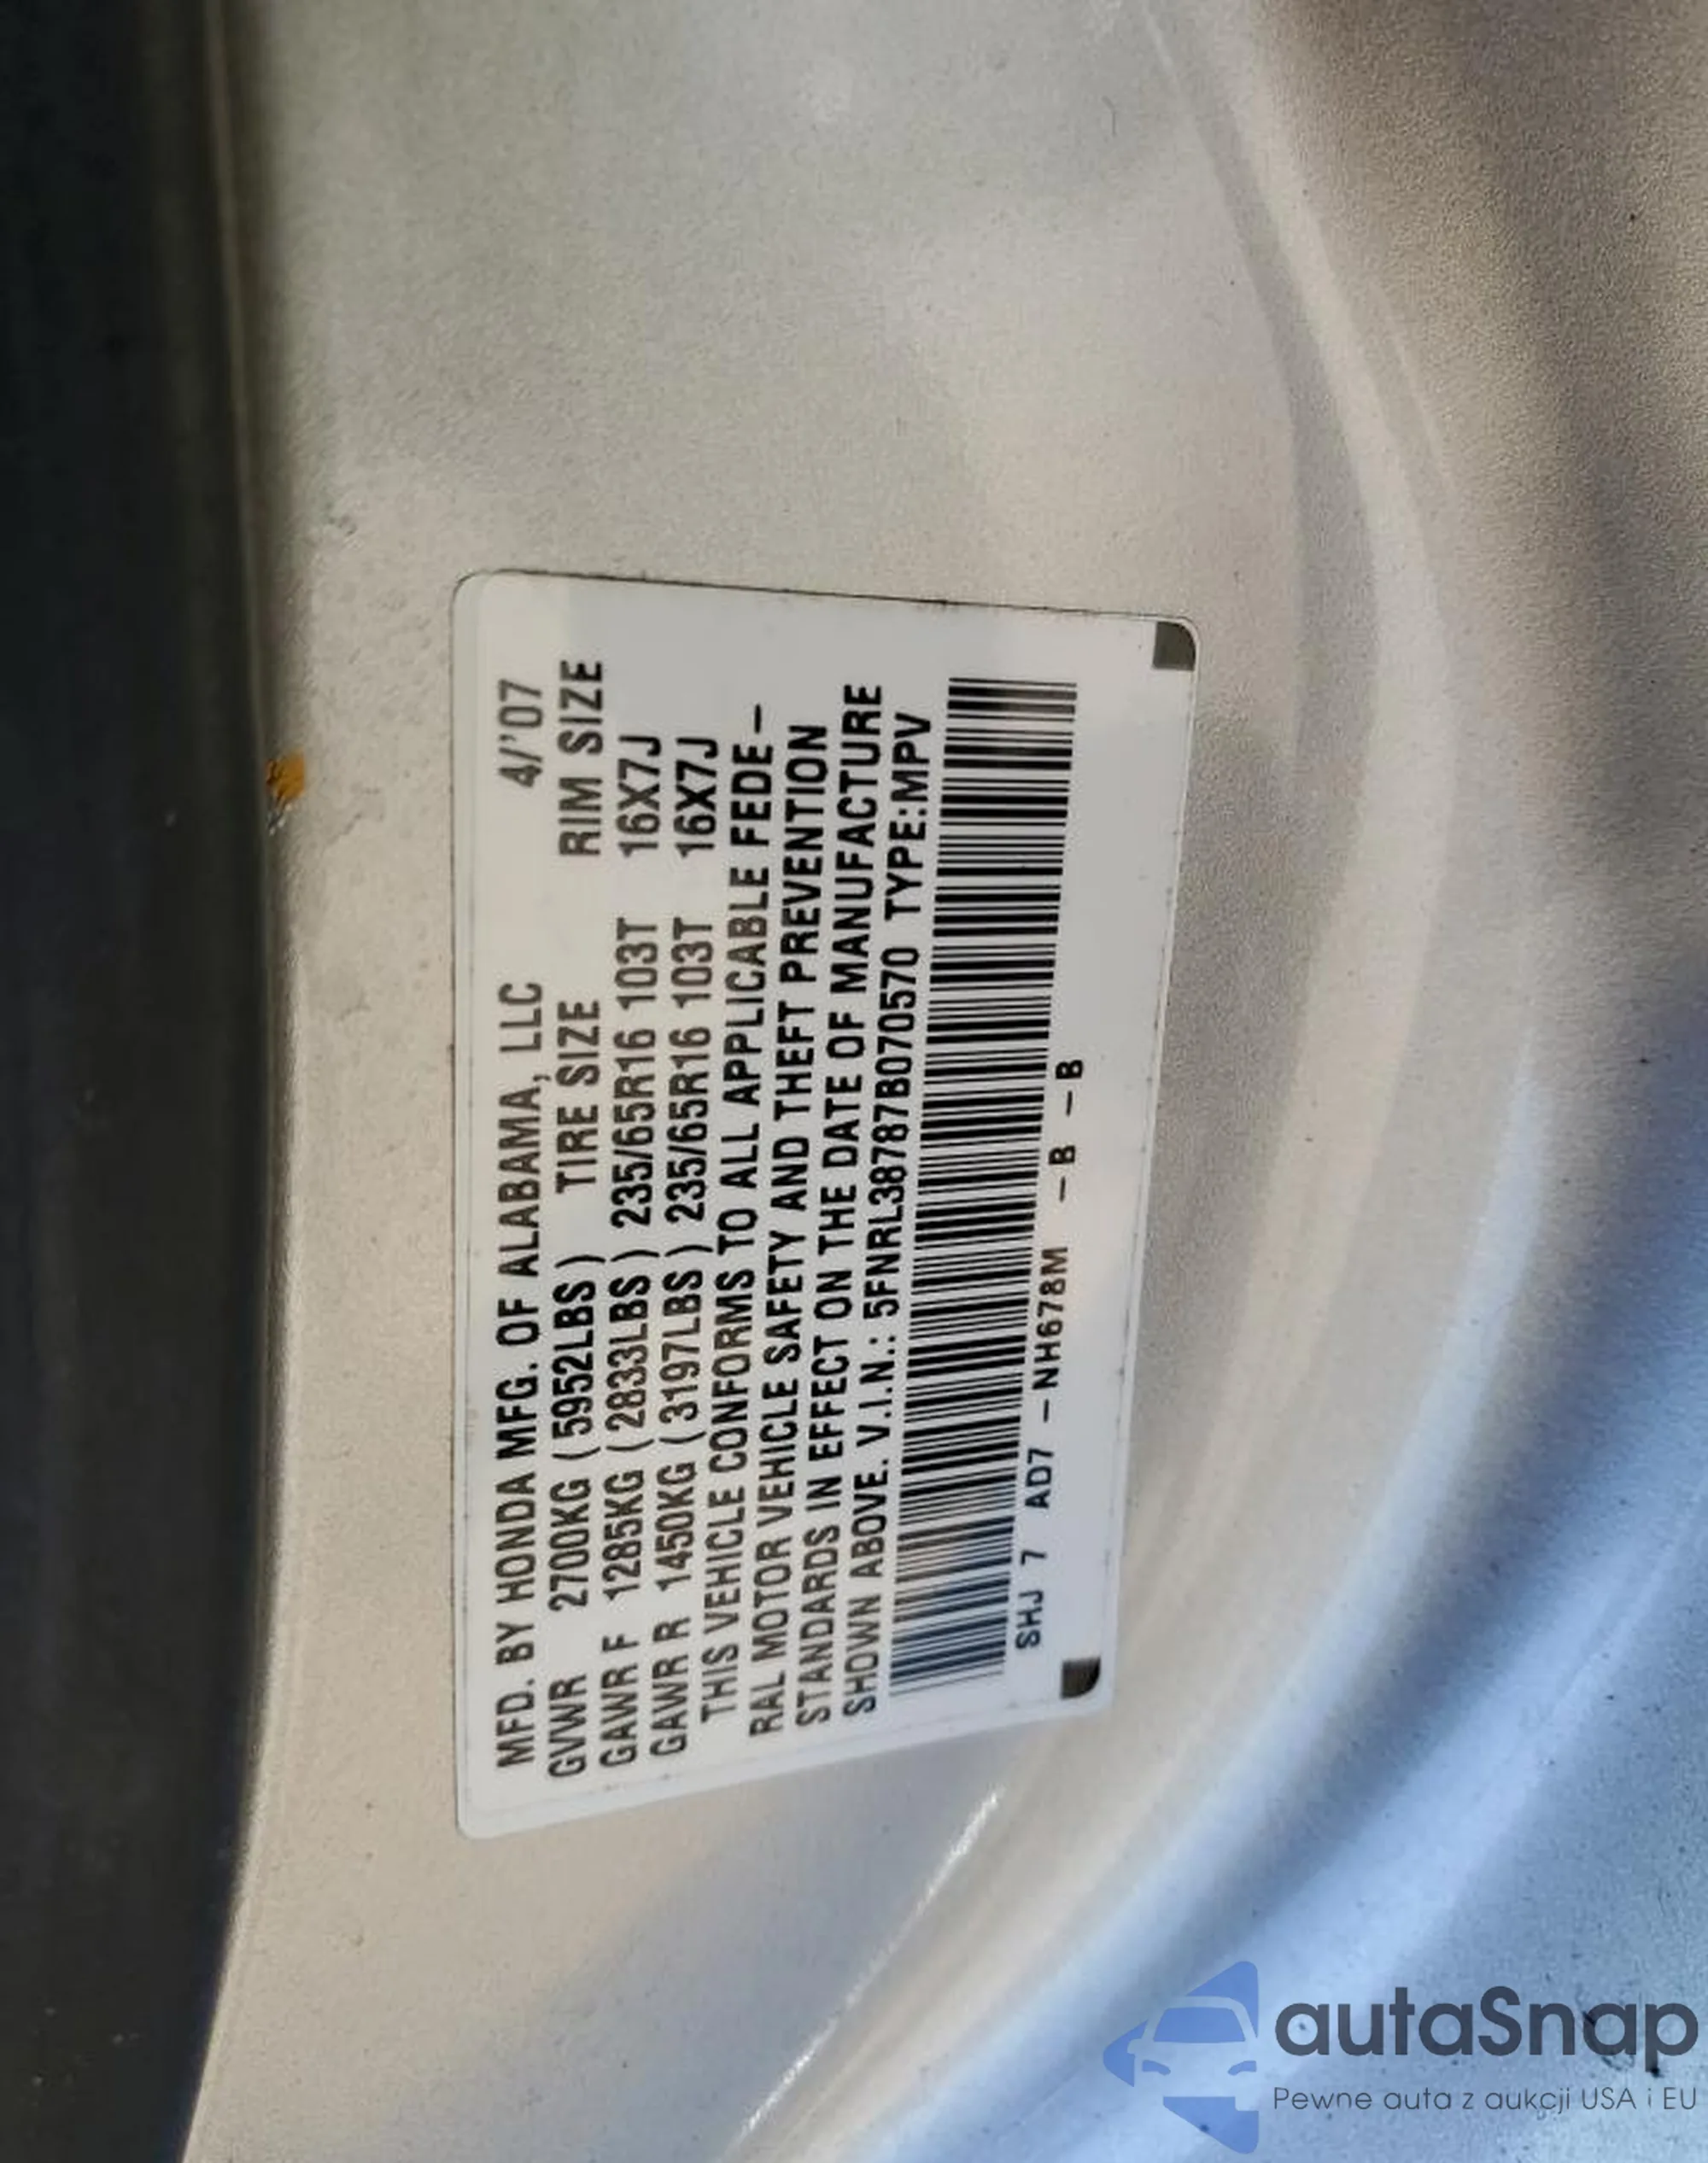 MFD. BY HONDA MFG. OF ALABAMA, LLC 4/'07
GVWR 2700KG (5952LBS) TIRE SIZE RIM SIZE
GAWR F 1285KG (2833LBS) 235/65R16 103T 16X7J
GAWR R 1450KG (3197LBS) 235/65R16 103T 16X7J
THIS VEHICLE CONFORMS TO ALL APPLICABLE FEDE-
RAL MOTOR VEHICLE SAFETY AND THEFT PREVENTION
STANDARDS IN EFFECT ON THE DATE OF MANUFACTURE
SHOWN ABOVE. V.I.N.: 5FNRL38787B070570 TYPE:MPV
SHJ 7 AD7 -NH678M -B -B
autaSnap
Pewne auta z aukcji USA i EU